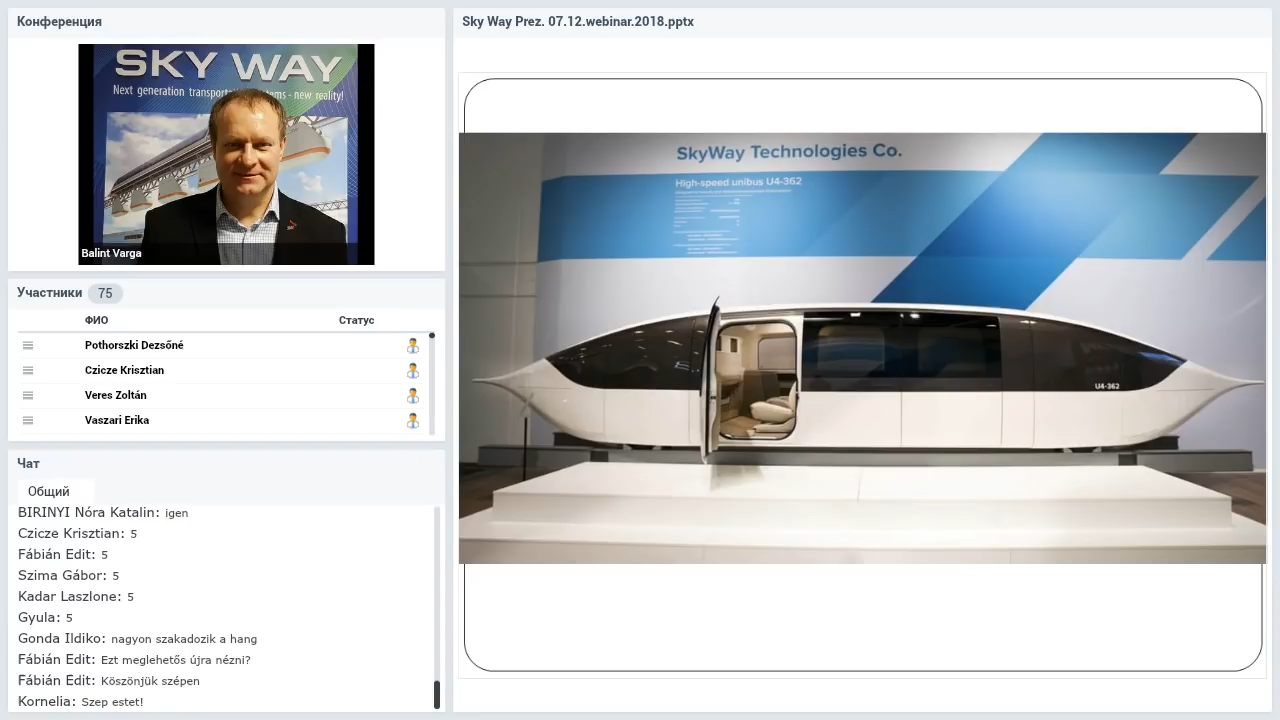 Конференция
SKY WAY
Next generation
new reality!
Balint Varga
Участники 75
ФИО Статус
Pothorszki Dezsőné
Czicze Krisztian
Veres Zoltán
Vaszari Erika
Чат
Общий
BIRINYI Nóra Katalin: igen
Czicze Krisztian: 5
Fábián Edit: 5
Szima Gábor: 5
Kadar Laszlone: 5
Gyula: 5
Gonda Ildiko: nagyon szakadozik a hang
Fábián Edit: Ezt meglehetős újra nézni?
Fábián Edit: Köszönjük szépen
Kornelia: Szep estet!
Sky Way Prez. 07.12.webinar.2018.pptx
SkyWay Technologies Co.
High-speed unibus U4-362
U4-362